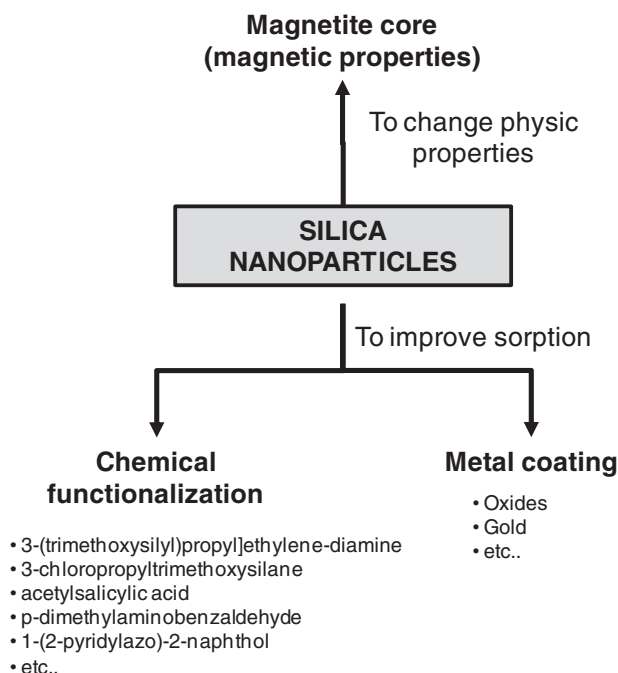 Magnetite core
(magnetic properties)
To change physic
properties
SILICA
NANOPARTICLES
To improve sorption
Chemical
functionalization
• 3-(trimethoxysilyl)propyl]ethylene-diamine
• 3-chloropropyltrimethoxysilane
• acetylsalicylic acid
• p-dimethylaminobenzaldehyde
• 1-(2-pyridylazo)-2-naphthol
• etc..
Metal coating
• Oxides
• Gold
• etc..